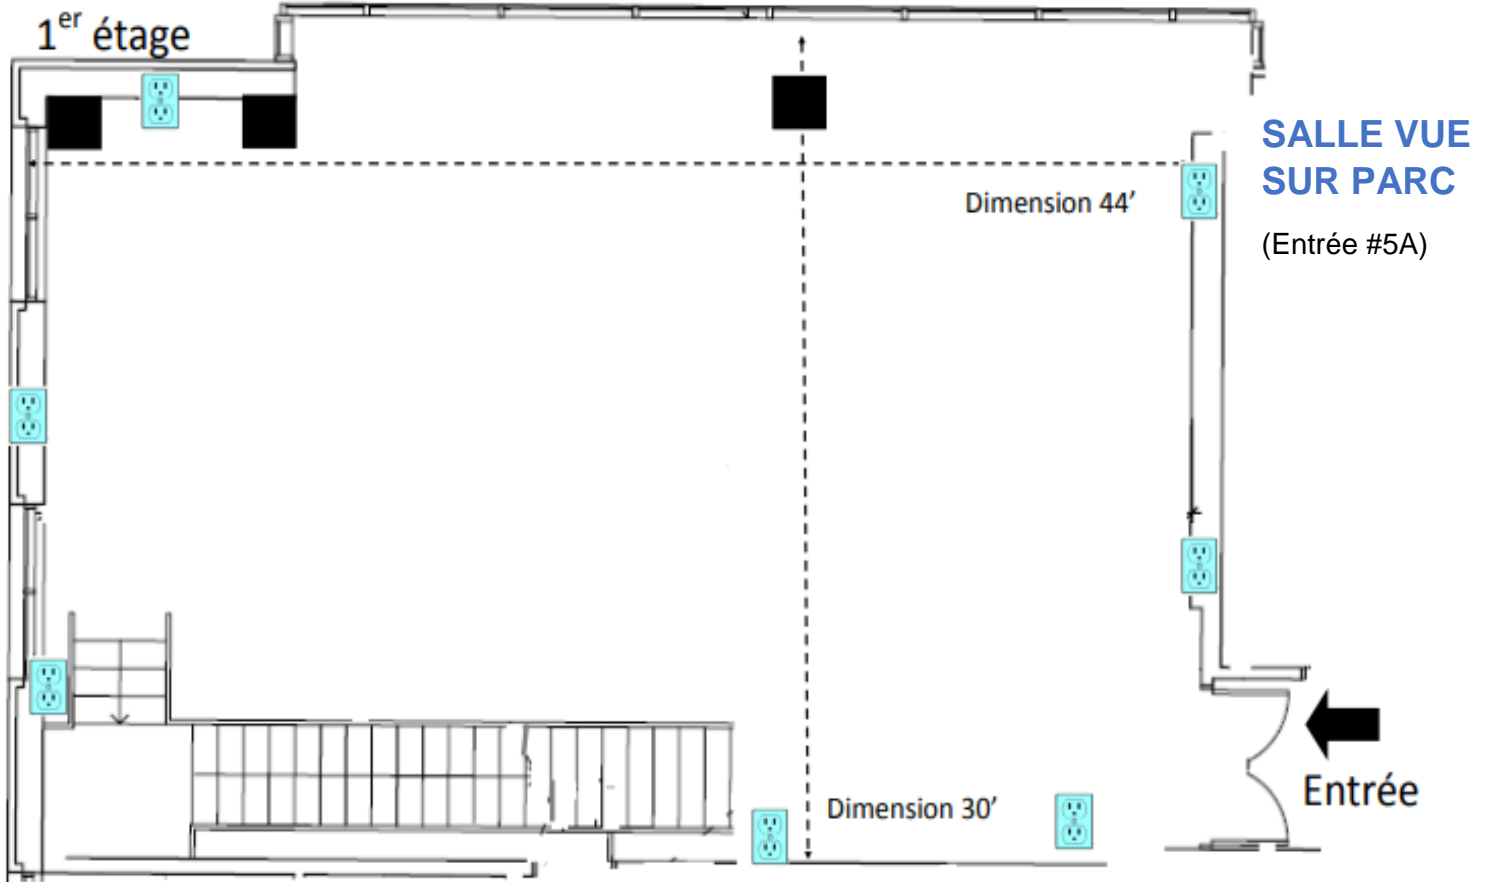 1er étage
SALLE VUE
SUR PARC
Dimension 44’
(Entrée #5A)
Entrée
Dimension 30’